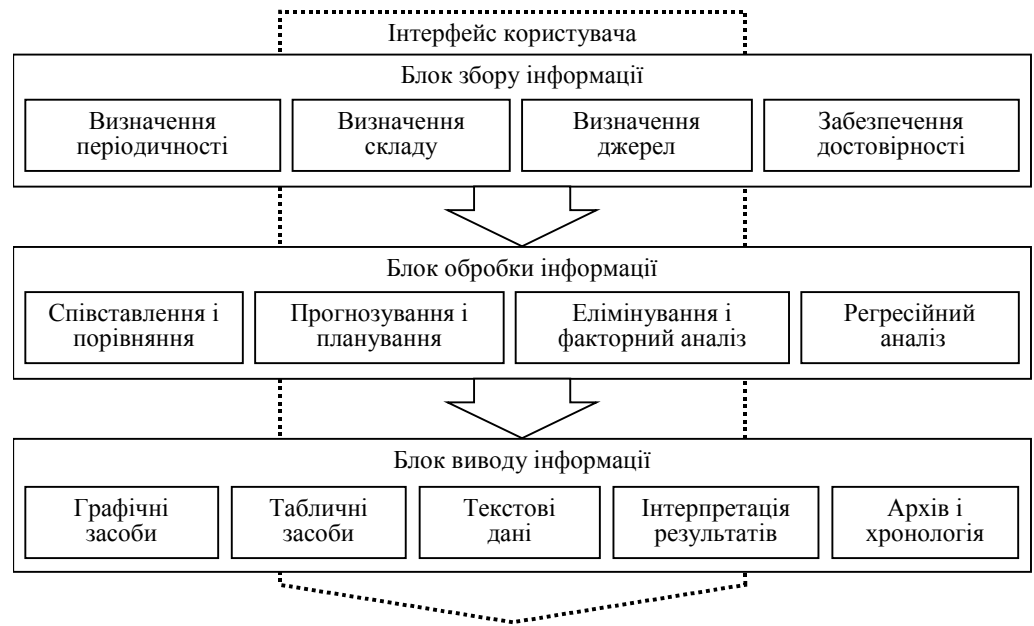 Інтерфейс користувача
Блок збору інформації
Визначення
періодичності
Визначення
складу
Визначення
джерел
Забезпечення
достовірності
Блок обробки інформації
Співставлення і
порівняння
Прогнозування і
планування
Елімінування і
факторний аналіз
Регресійний
аналіз
Блок виводу інформації
Графічні
засоби
Табличні
засоби
Текстові
дані
Інтерпретація
результатів
Архів і
хронологія